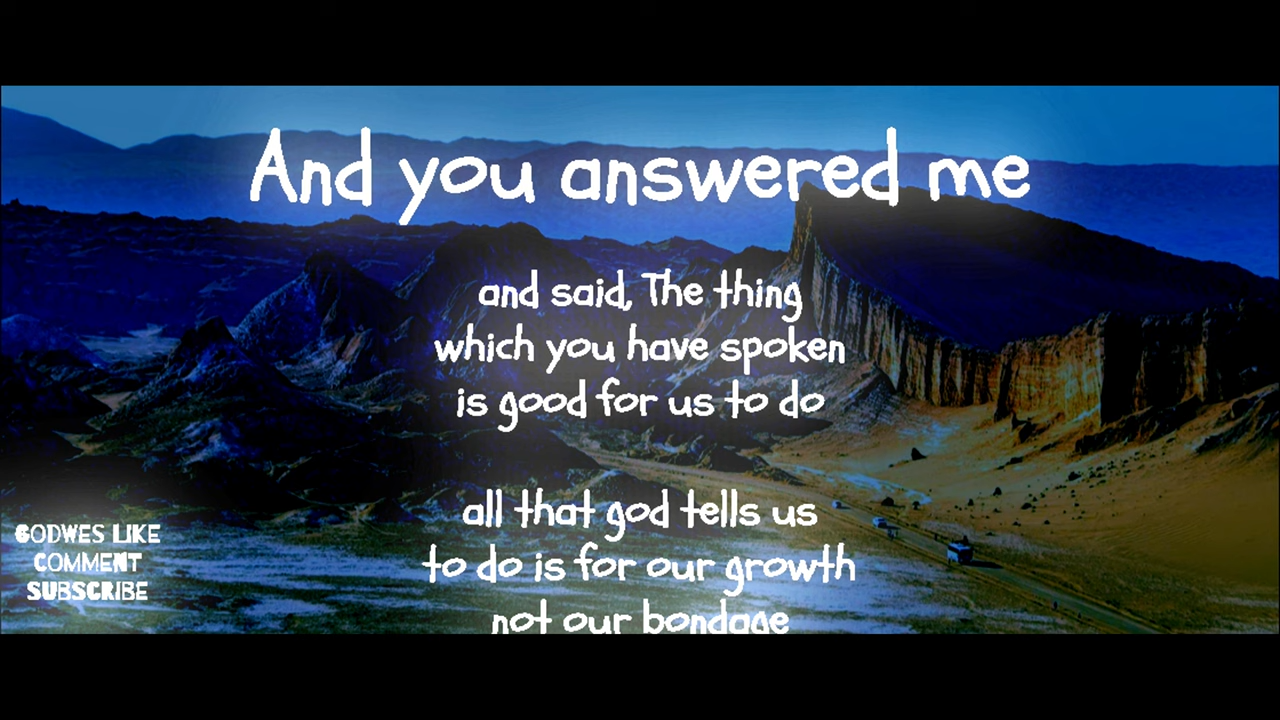 And you answered me
and said, The thing
which you have spoken
is good for us to do
all that god tells us
to do is for our growth
not our bondage
GODWES LIKE
COMMENT
SUBSCRIBE